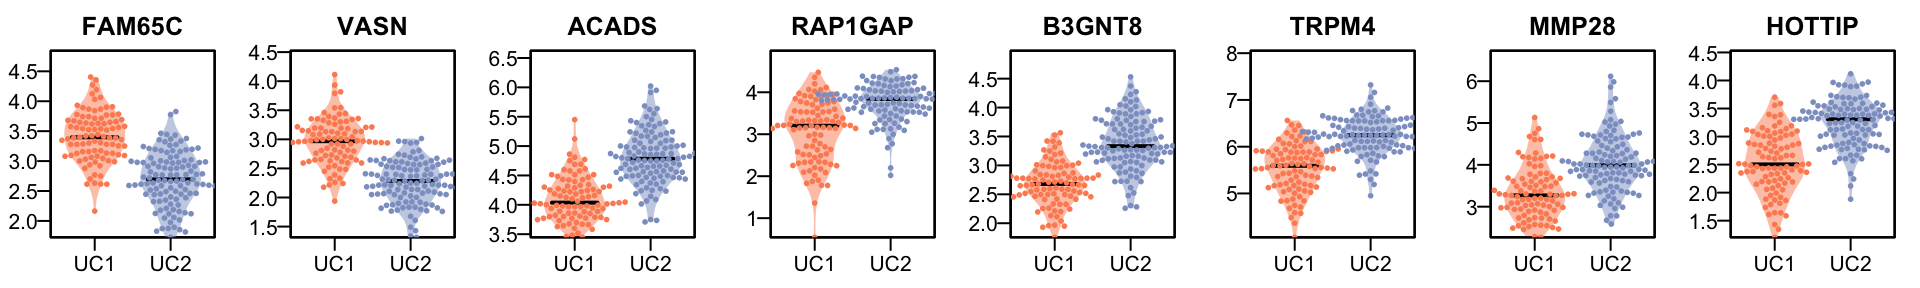 FAM65C VASN ACADS RAP1GAP B3GNT8 TRPM4 MMP28 HOTTIP
4.5 4.0 3.5 3.0 2.5 2.0
4.5 4.0 3.5 3.0 2.5 2.0 1.5
6.5 6.0 5.5 5.0 4.5 4.0 3.5
4 3 2 1
4.5 4.0 3.5 3.0 2.5 2.0
8 7 6 5
6 5 4 3
4.5 4.0 3.5 3.0 2.5 2.0 1.5
UC1 UC2 UC1 UC2 UC1 UC2 UC1 UC2 UC1 UC2 UC1 UC2 UC1 UC2 UC1 UC2